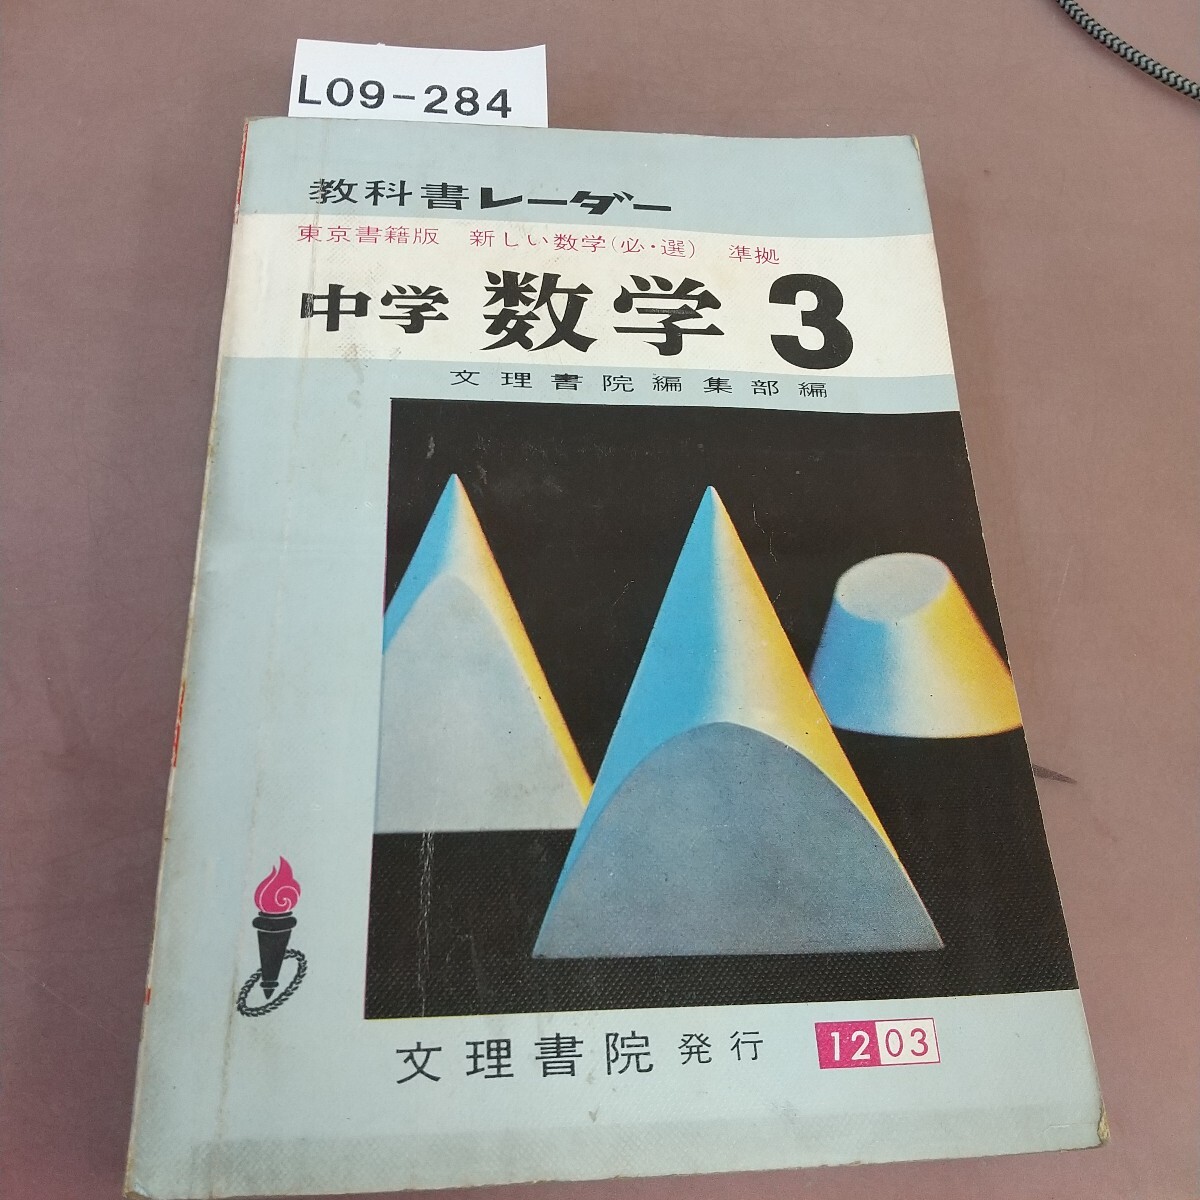 L09-284
教科書レーダー
東京書籍版 新しい数学(必・選) 準拠
中学 数学 3
文理書院編集部編
文理書院 発行 12 03